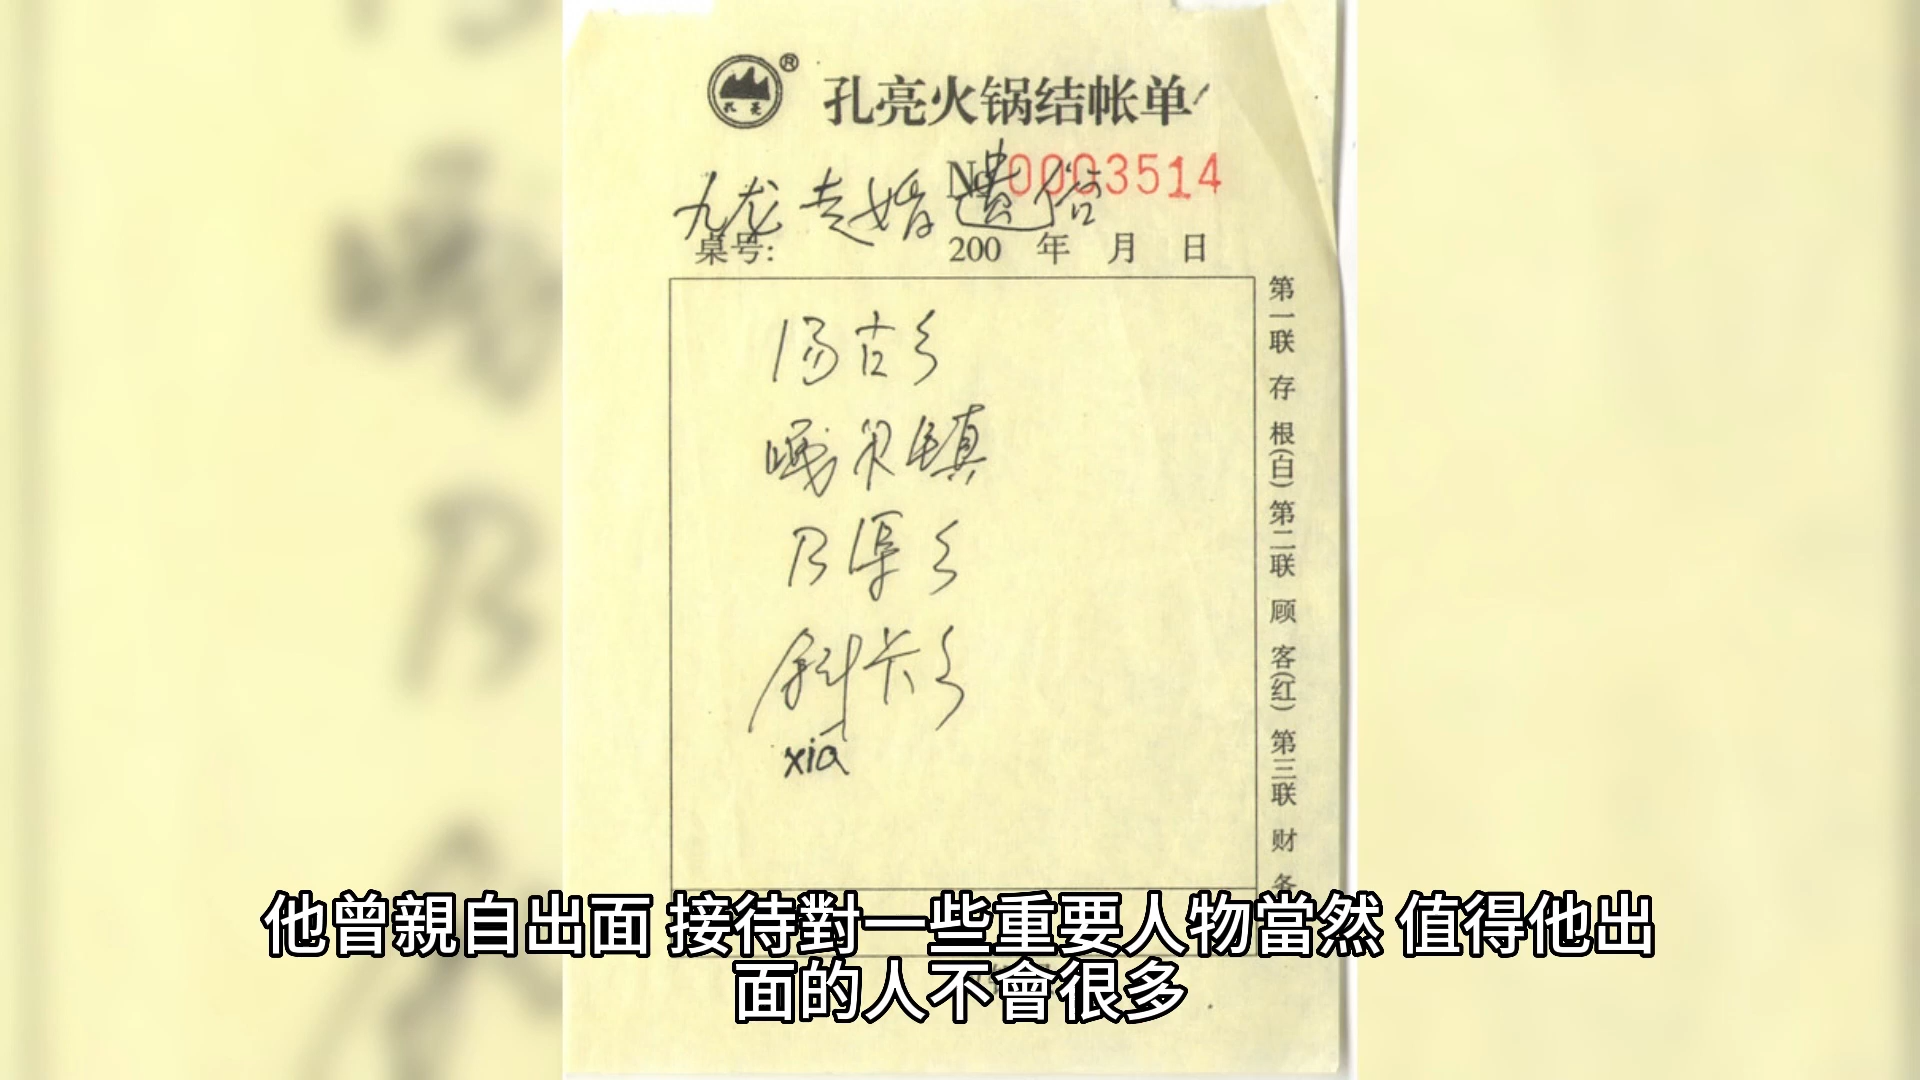 孔亮
®
孔亮火锅结帐单
No 0003514
九龙走婚遗俗
桌号: 200 年 月 日
汤古乡
嘎尔镇
乃渠乡
斜卡乡
xia
第一联 存根(白) 第二联 顾客(红) 第三联 财务
他曾親自出面 接待對一些重要人物當然 值得他出
面的人不會很多